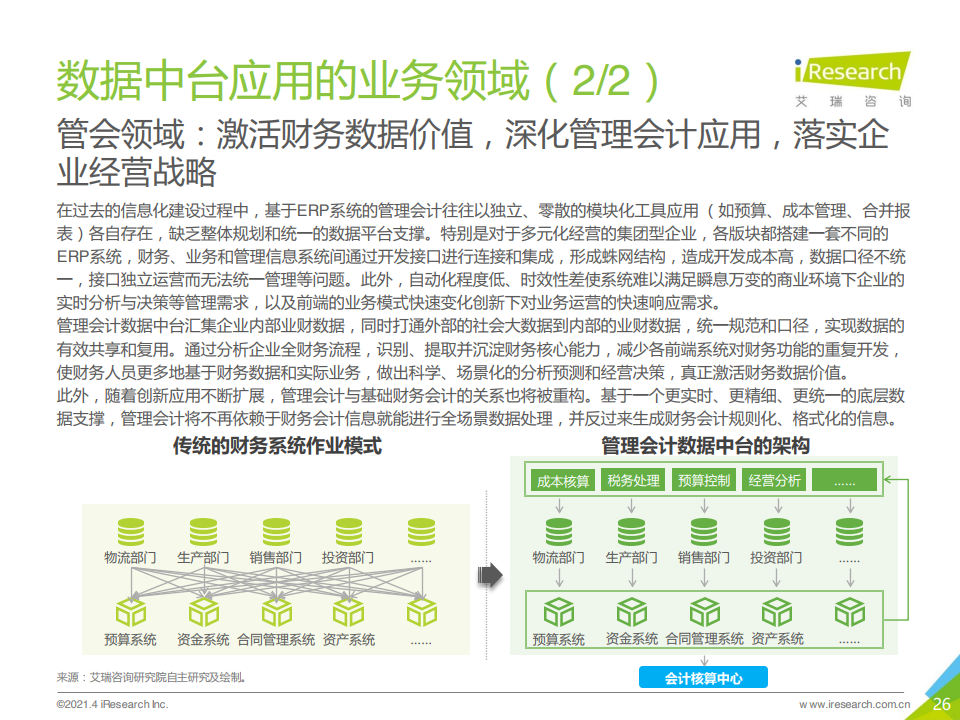 数据中台应用的业务领域（2/2）
iResearch
艾 瑞 咨 询
管会领域：激活财务数据价值，深化管理会计应用，落实企
业经营战略
在过去的信息化建设过程中，基于ERP系统的管理会计往往以独立、零散的模块化工具应用（如预算、成本管理、合并报
表）各自存在，缺乏整体规划和统一的数据平台支撑。特别是对于多元化经营的集团型企业，各版块都搭建一套不同的
ERP系统，财务、业务和管理信息系统间通过开发接口进行连接和集成，形成蛛网结构，造成开发成本高，数据口径不统
一，接口独立运营而无法统一管理等问题。此外，自动化程度低、时效性差使系统难以满足瞬息万变的商业环境下企业的
实时分析与决策等管理需求，以及前端的业务模式快速变化创新下对业务运营的快速响应需求。
管理会计数据中台汇集企业内部业财数据，同时打通外部的社会大数据到内部的业财数据，统一规范和口径，实现数据的
有效共享和复用。通过分析企业全财务流程，识别、提取并沉淀财务核心能力，减少各前端系统对财务功能的重复开发，
使财务人员更多地基于财务数据和实际业务，做出科学、场景化的分析预测和经营决策，真正激活财务数据价值。
此外，随着创新应用不断扩展，管理会计与基础财务会计的关系也将被重构。基于一个更实时、更精细、更统一的底层数
据支撑，管理会计将不再依赖于财务会计信息就能进行全场景数据处理，并反过来生成财务会计规则化、格式化的信息。
传统的财务系统作业模式
物流部门 生产部门 销售部门 投资部门 ......
预算系统 资金系统 合同管理系统 资产系统 ......
管理会计数据中台的架构
成本核算 税务处理 预算控制 经营分析 ......
物流部门 生产部门 销售部门 投资部门 ......
预算系统 资金系统 合同管理系统 资产系统 ......
会计核算中心
来源：艾瑞咨询研究院自主研究及绘制。
©2021.4 iResearch Inc.
www.iresearch.com.cn
26